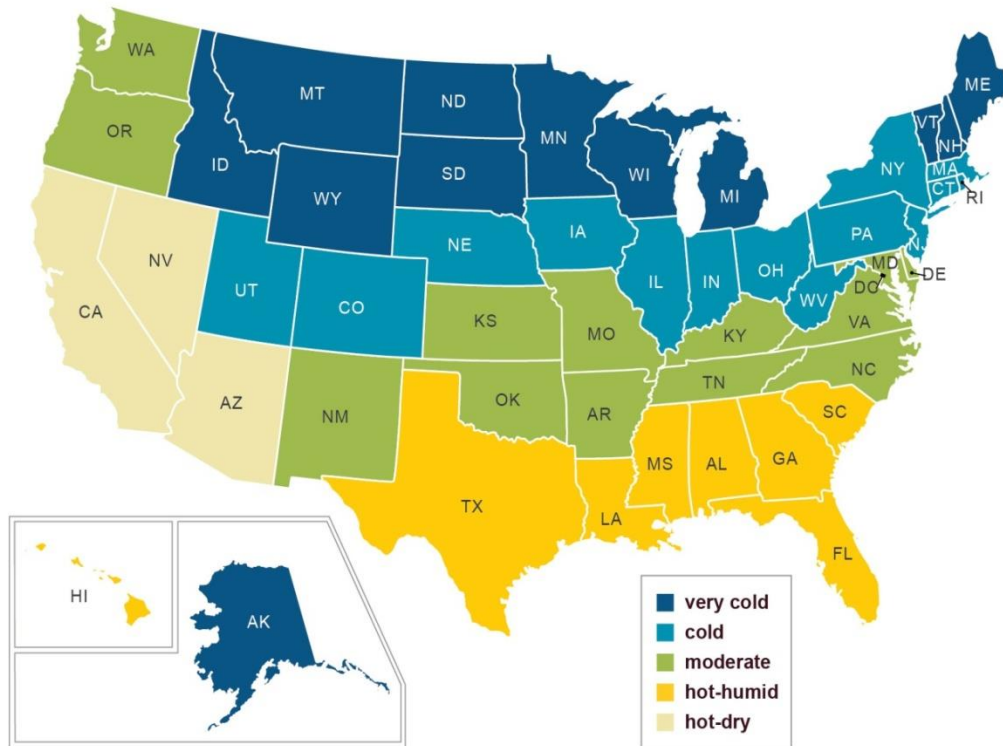 WA
MT
ND
MN
ME
VT
NH
OR
ID
SD
WI
MI
NY
MA
CT
RI
WY
NE
IA
PA
NJ
NV
UT
CO
IL
IN
OH
MD
DE
DC
WV
VA
CA
KS
MO
KY
NC
AZ
NM
OK
AR
TN
SC
TX
MS
AL
GA
LA
FL
HI
AK
very cold
cold
moderate
hot-humid
hot-dry